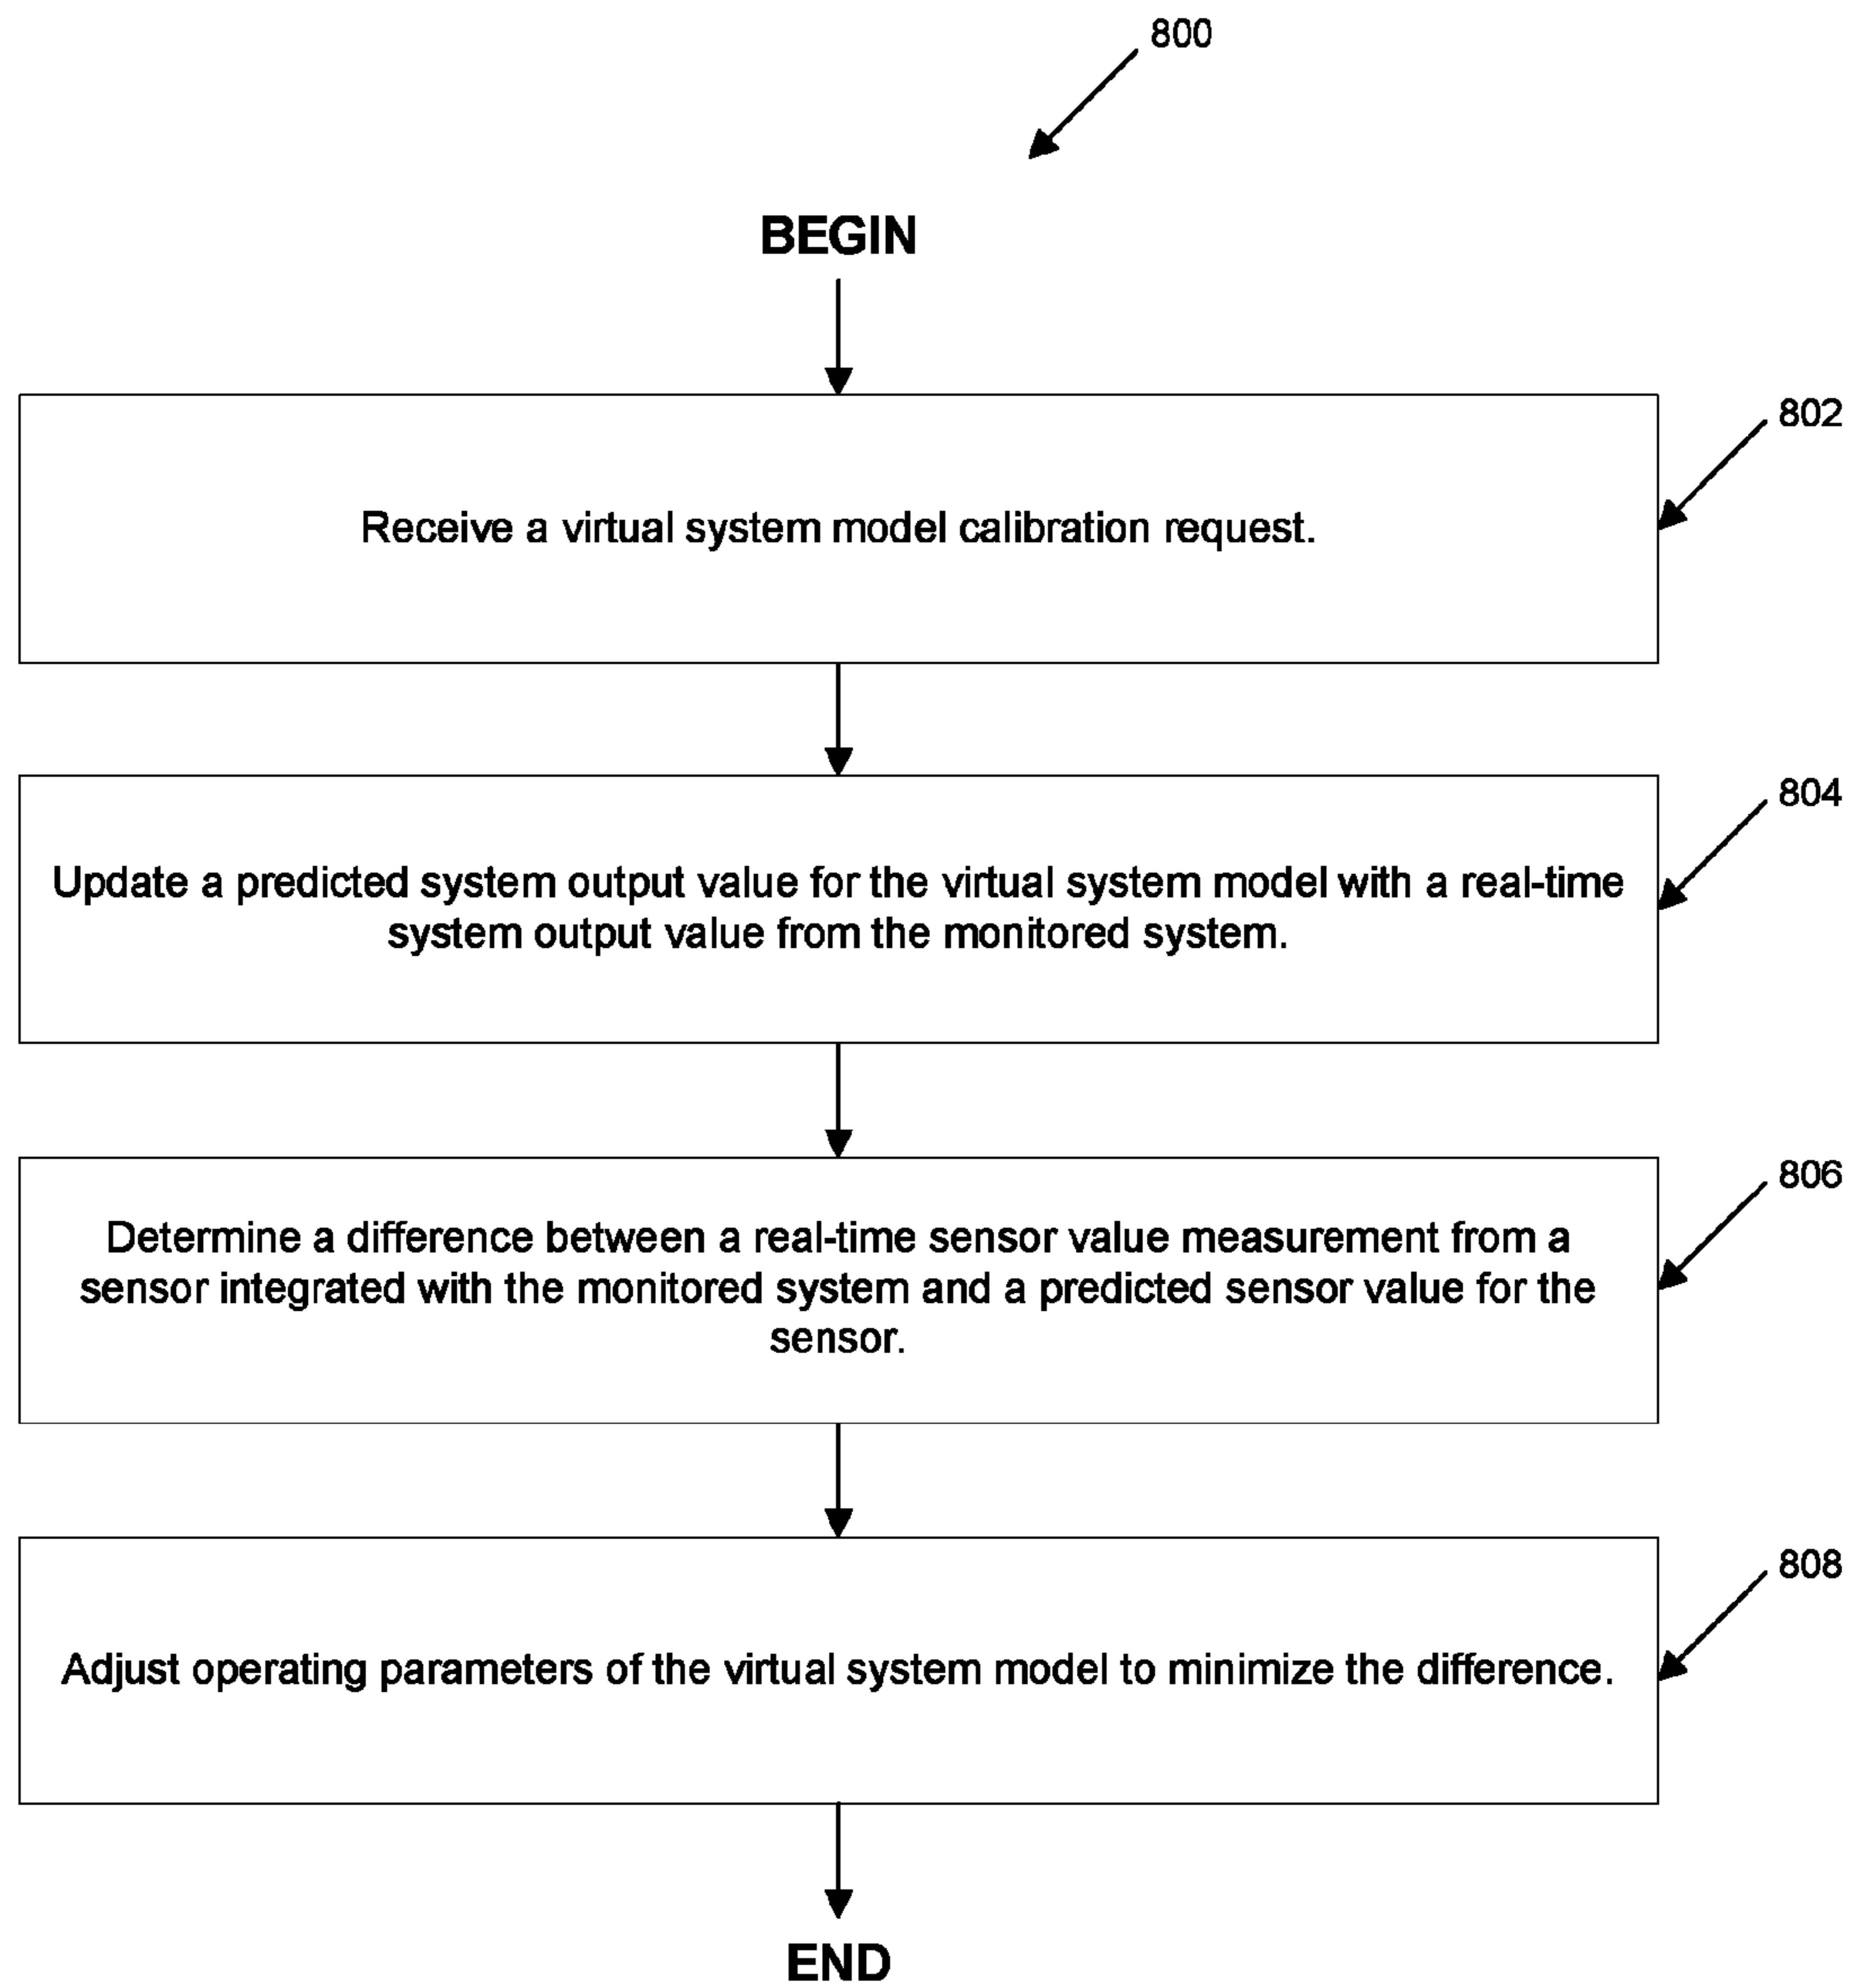 800
BEGIN
802
Receive a virtual system model calibration request.
804
Update a predicted system output value for the virtual system model with a real-time
system output value from the monitored system.
806
Determine a difference between a real-time sensor value measurement from a
sensor integrated with the monitored system and a predicted sensor value for the
sensor.
808
Adjust operating parameters of the virtual system model to minimize the difference.
END